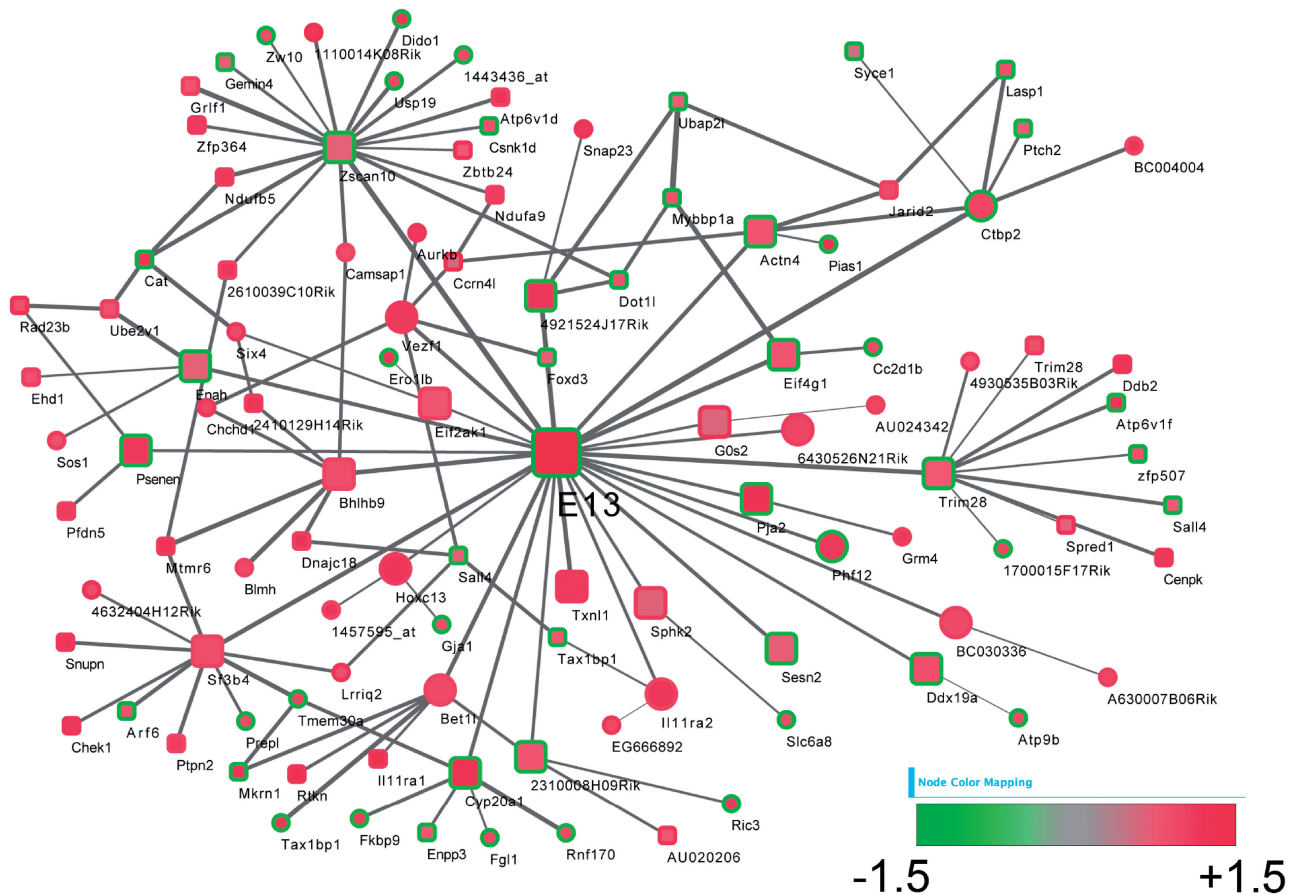 Dido1
Zw10
1110014K08Rik
Syce1
1443436_at
Gemin4
Lasp1
Usp19
Grlf1
Atp6v1d
Ubap2l
Ptch2
Csnk1d
Snap23
Zfp364
Zbtb24
BC004004
Zscan10
Ndufb5
Mybbp1a
Jarid2
Ndufa9
Ctbp2
Actn4
Aurkb
Pias1
Camsap1
Cat
Ccrn4l
2610039C10Rik
Dot1l
4921524J17Rik
Rad23b
Ube2v1
Vezf1
Six4
Trim28
Foxd3
Cc2d1b
4930535B03Rik
Ero1lb
Eif4g1
Ddb2
Enah
Ehd1
Atp6v1f
Chchd1
2410129H14Rik
Eif2ak1
AU024342
G0s2
6430526N21Rik
Sos1
zfp507
Psenen
Bhlhb9
E13
Trim28
Sall4
Pja2
Spred1
Pfdn5
Grm4
1700015F17Rik
Mtmr6
Dnajc18
Phf12
Cenpk
Blmh
Sall4
Hoxc13
4632404H12Rik
Txnl1
Sphk2
1457595_at
Gja1
BC030336
Snupn
Tax1bp1
Sesn2
Sf3b4
Lrriq2
Ddx19a
A630007B06Rik
Tmem30a
Bet1l
Il11ra2
Arf6
Prepl
Slc6a8
Atp9b
Chek1
EG666892
Ptpn2
Il11ra1
2310008H09Rik
Mkrn1
Rtkn
Cyp20a1
Node Color Mapping
Ric3
Tax1bp1
Fkbp9
Enpp3
Fgl1
Rnf170
AU020206
-1.5
+1.5